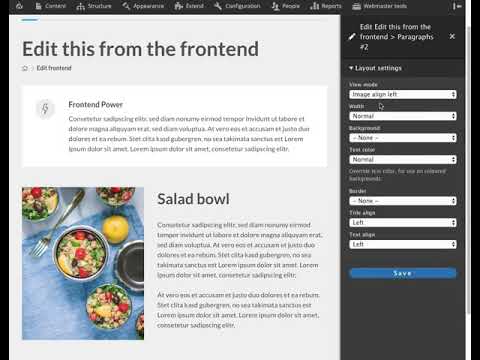 Content Structure Appearance Extend Configuration People Reports Webmaster tools
Edit this from the frontend
Edit frontend
Frontend Power
Consetetur sadipscing elitr, sed diam nonumy eirmod
tempor invidunt ut labore et dolore magna aliquyam
erat, sed diam voluptua. At vero eos et accusam et
justo duo dolores et ea rebum. Stet clita kasd
gubergren, no sea takimata sanctus est Lorem ipsum
dolor sit amet. Lorem ipsum dolor sit amet.
Salad bowl
Consetetur sadipscing elitr, sed diam nonumy eirmod
tempor invidunt ut labore et dolore magna aliquyam erat,
sed diam voluptua. At vero eos et accusam et justo duo
dolores et ea rebum. Stet clita kasd gubergren, no sea
takimata sanctus est Lorem ipsum dolor sit amet. Lorem
ipsum dolor sit amet.
At vero eos et accusam et justo duo dolores et ea rebum.
Stet clita kasd gubergren, no sea takimata sanctus est
Lorem ipsum dolor sit amet. Lorem ipsum dolor sit amet.
Consetetur sadipscing elitr, sed diam nonumy eirmod
Edit Edit this from the
frontend > Paragraphs
#2
Layout settings
View mode
Image align left
Width
Normal
Background
- None -
Text color
Normal
Override text color, for use on coloured
backgrounds.
Border
- None -
Title align
Left
Text align
Left
Save